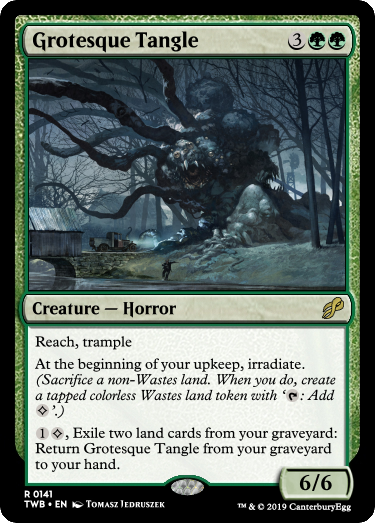 Grotesque Tangle 3
Creature — Horror
Reach, trample
At the beginning of your upkeep, irradiate.
(Sacrifice a non-Wastes land. When you do, create
a tapped colorless Wastes land token with ‘: Add
’.)
1, Exile two land cards from your graveyard:
Return Grotesque Tangle from your graveyard
to your hand.
6/6
R 0141
TWB • EN Tomasz Jedruszek
™ & © 2019 CanterburyEgg